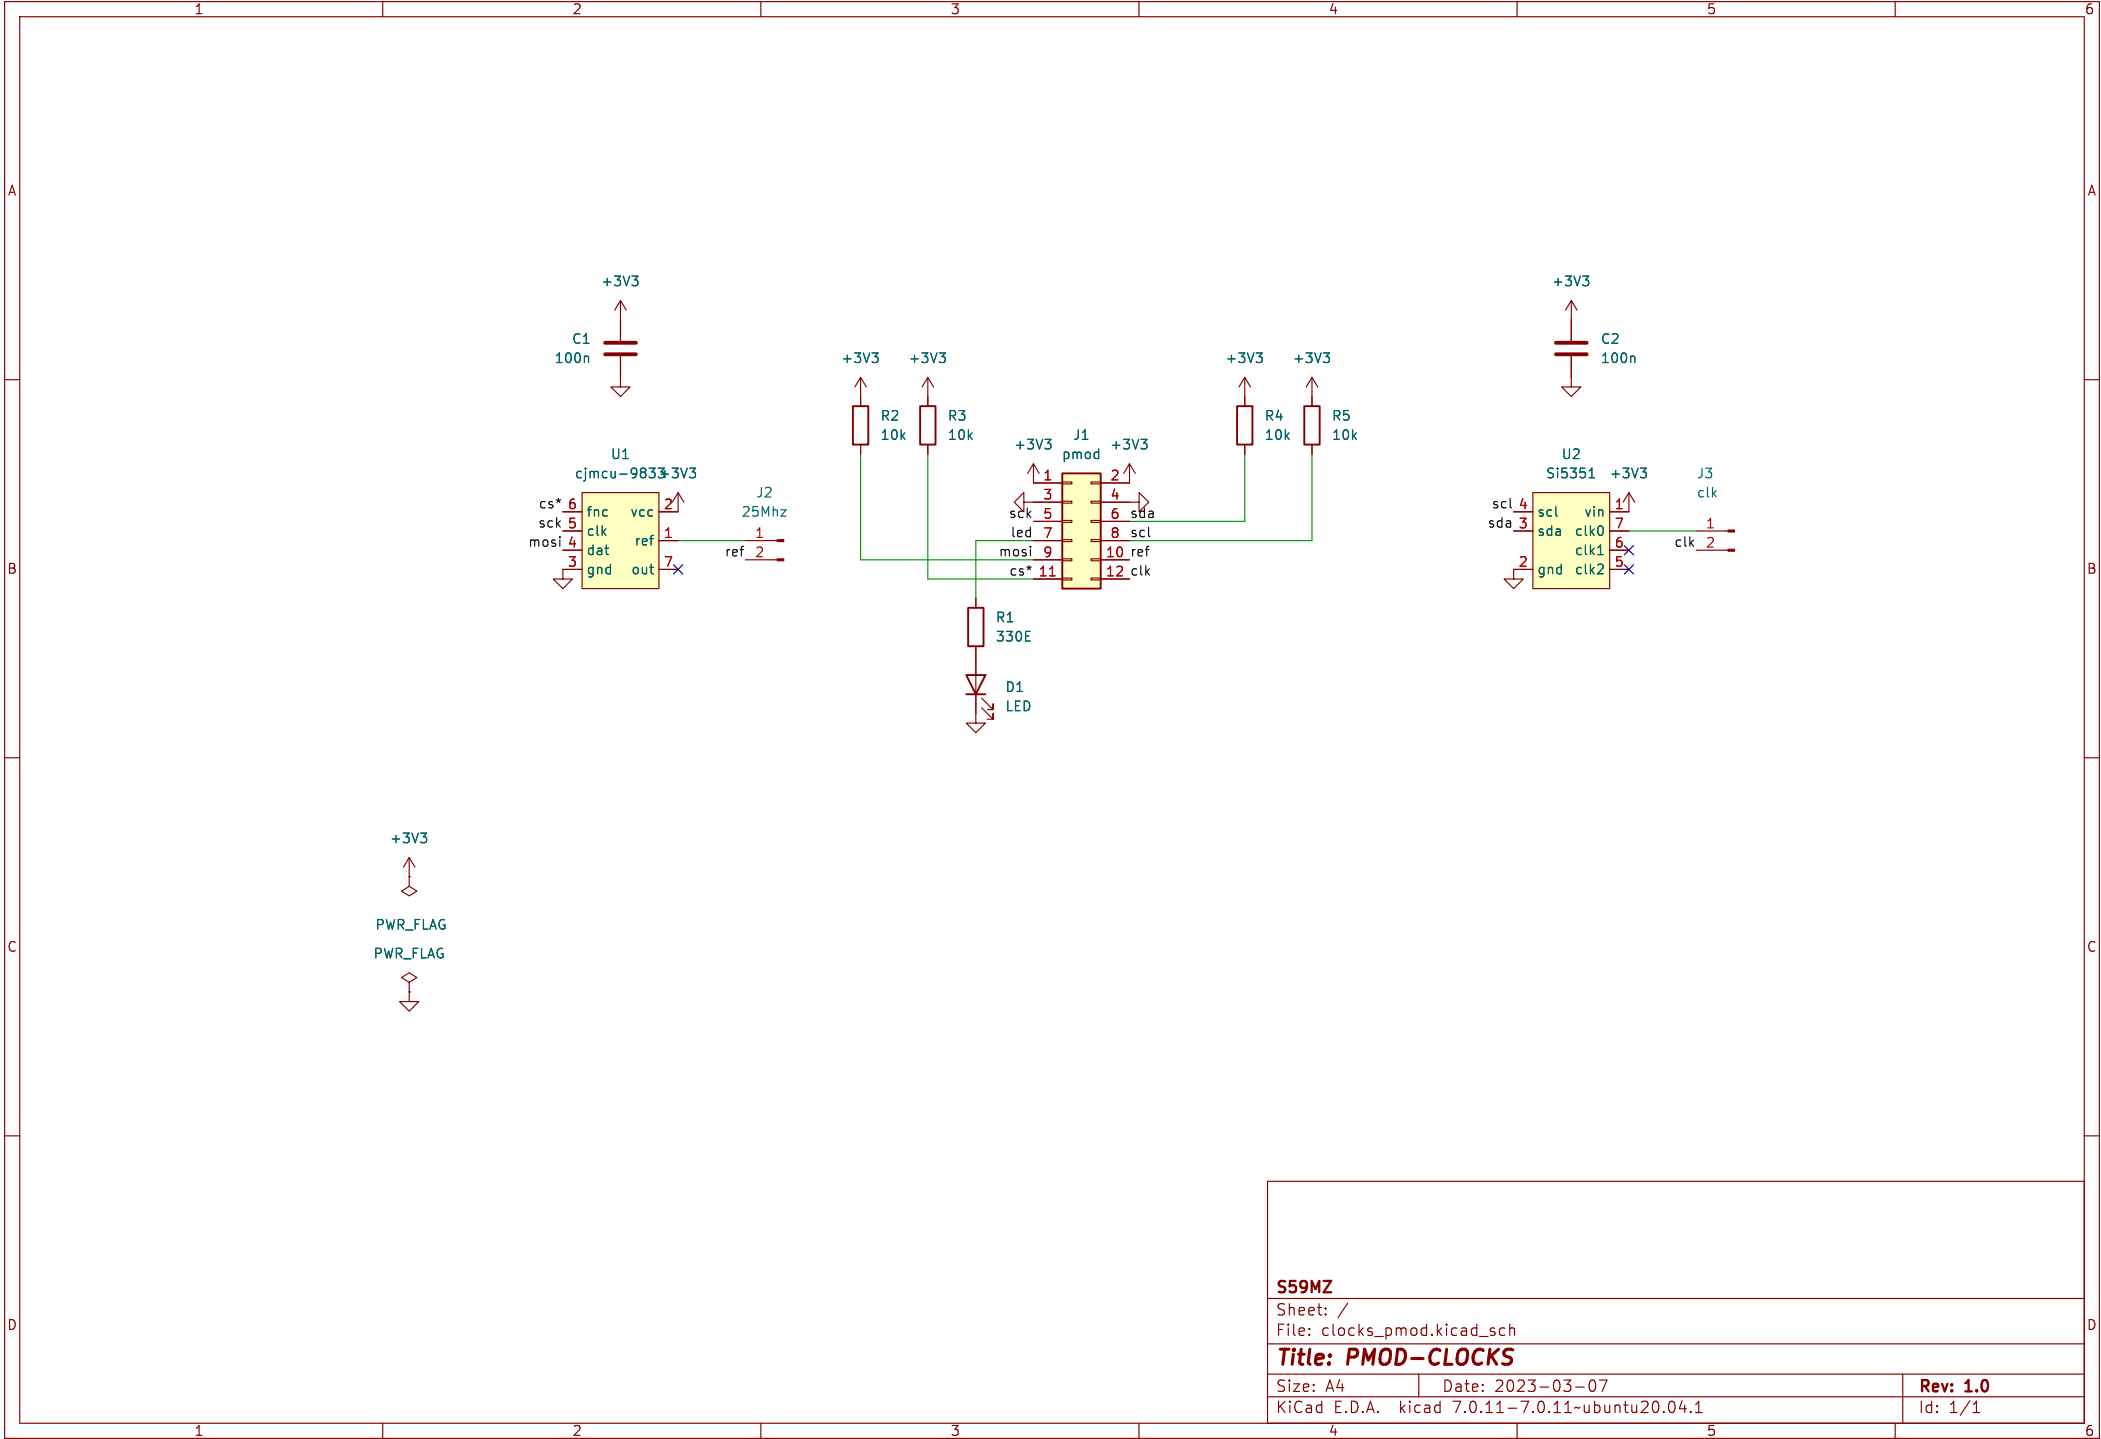 1 2 3 4 5 6
A A
+3V3 +3V3
C1 C2
100n 100n
+3V3 +3V3 +3V3 +3V3
R2 R3 R4 R5
10k 10k 10k 10k
J1
+3V3 +3V3
pmod
U1 U2
cjmcu-9833 +3V3 Si5351 +3V3 J3
J2 clk
25Mhz
cs* 6 fnc vcc 2
sck 5 clk
mosi 4 dat ref 1
3 gnd out 7
1
ref 2
1 2
3 4
sck 5 6 sda
led 7 8 scl
mosi 9 10 ref
cs* 11 12 clk
scl 4 scl vin 1
sda 3 sda clk0 7
clk1 6
2 gnd clk2 5
1
clk 2
B B
R1
330E
D1
LED
+3V3
PWR_FLAG
PWR_FLAG
C C
S59MZ
Sheet: /
File: clocks_pmod.kicad_sch
D D
Title: PMOD-CLOCKS
Size: A4 Date: 2023-03-07 Rev: 1.0
KiCad E.D.A. kicad 7.0.11-7.0.11~ubuntu20.04.1 Id: 1/1
1 2 3 4 5 6